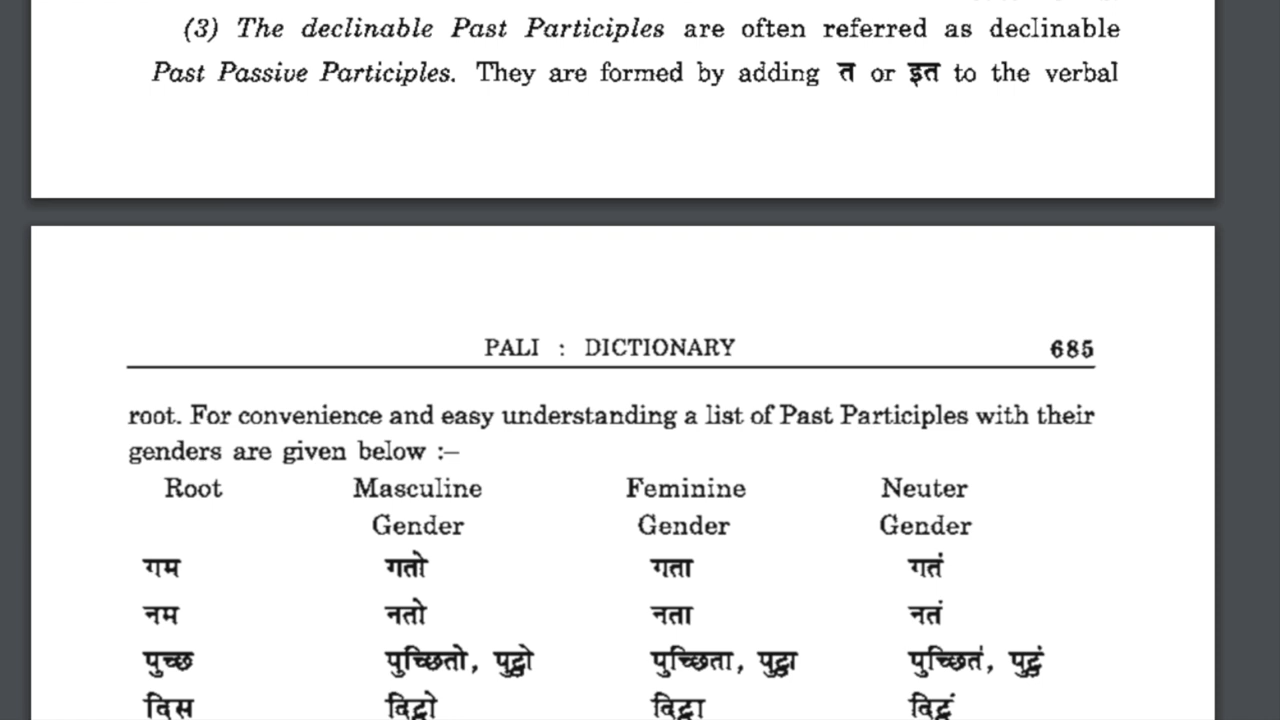 (3) The declinable Past Participles are often referred as declinable
Past Passive Participles. They are formed by adding त or इत to the verbal
PALI : DICTIONARY 685
root. For convenience and easy understanding a list of Past Participles with their
genders are given below :–
Root Masculine Feminine Neuter
Gender Gender Gender
गम गतो गता गतं
नम नतो नता नतं
पुच्छ पुच्छितो, पुट्ठो पुच्छिता, पुट्ठा पुच्छितं, पुट्ठं